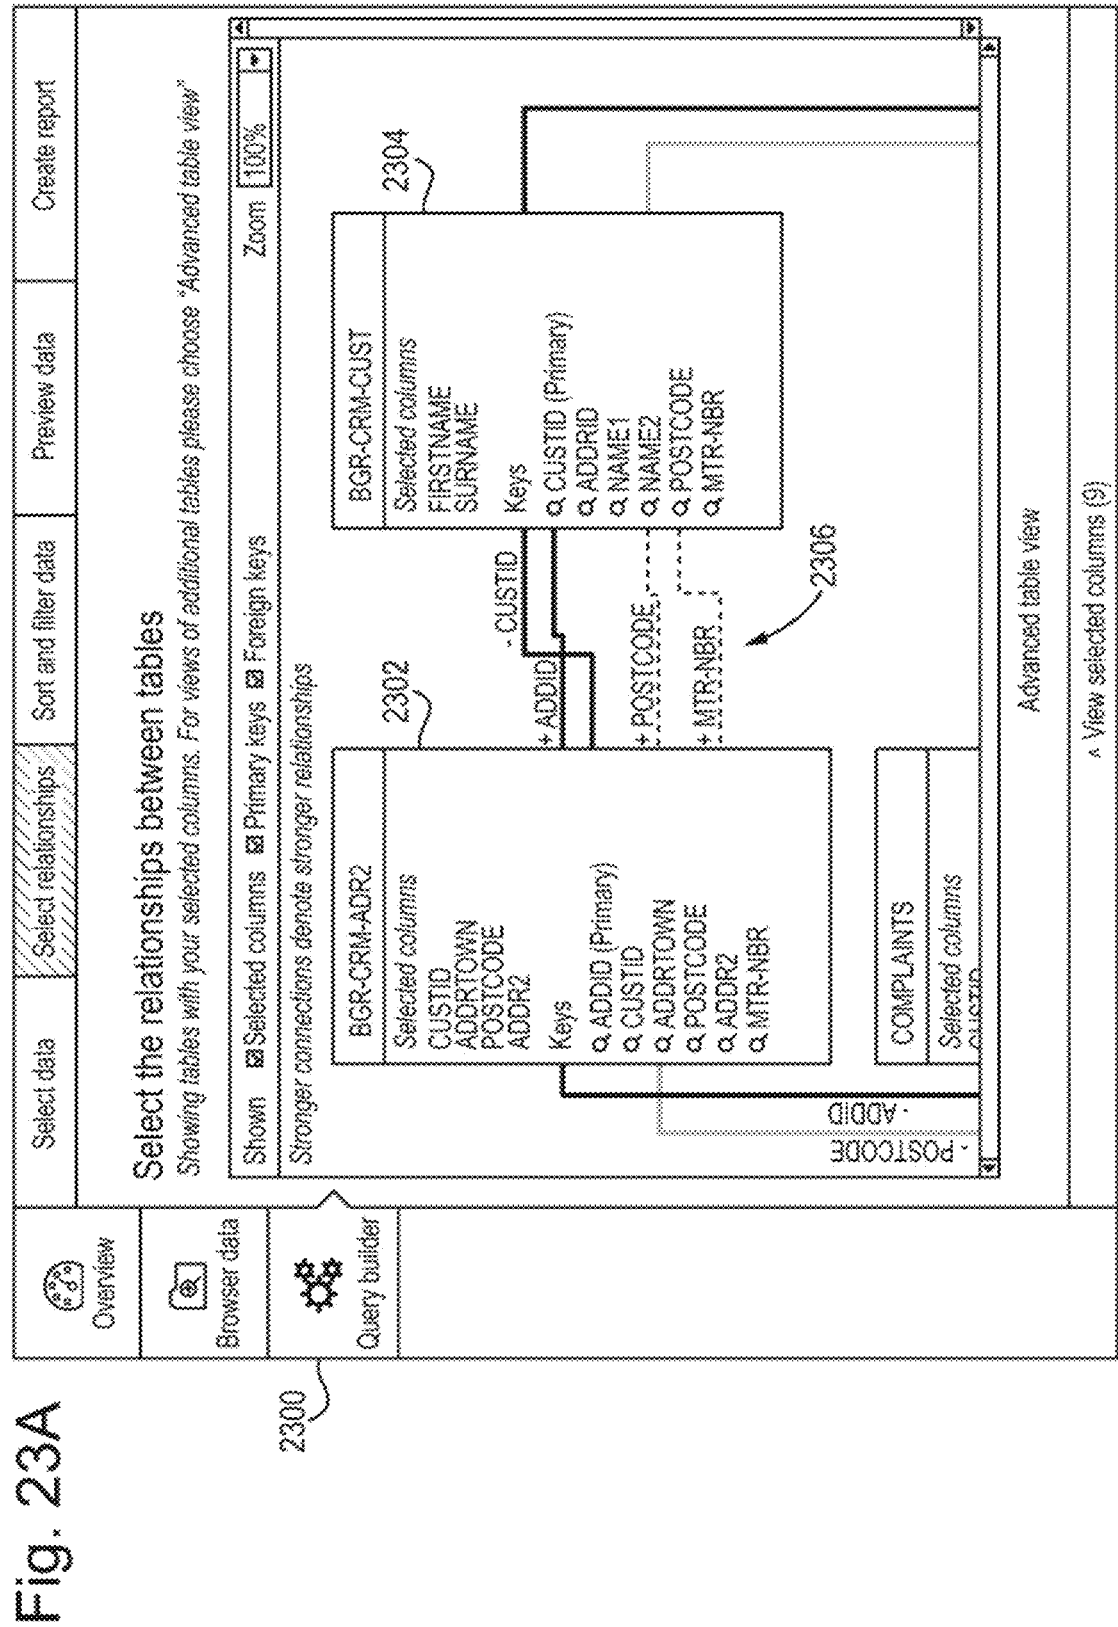 Fig. 23A
2300
Overview
Browser data
Query builder
Select data
Select relationships
Sort and filter data
Preview data
Create report
Select the relationships between tables
Showing tables with your selected columns. For views of additional tables please choose "Advanced table view"
Shown Selected columns Primary keys Foreign keys
Zoom 100%
Stronger connections denote stronger relationships
2302
BGR-CRM-ADR2
Selected columns
CUSTID
ADDRTOWN
POSTCODE
ADDR2
Keys
ADDID (Primary)
CUSTID
ADDRTOWN
POSTCODE
ADDR2
MTR-NBR
- CUSTID
+ ADDID
+ POSTCODE
+ MTR-NBR
2306
2304
BGR-CRM-CUST
Selected columns
FIRSTNAME
SURNAME
Keys
CUSTID (Primary)
ADDRID
NAME1
NAME2
POSTCODE
MTR-NBR
- POSTCODE
- ADDID
COMPLAINTS
Selected columns
CUSTID
Advanced table view
^ View selected columns (9)